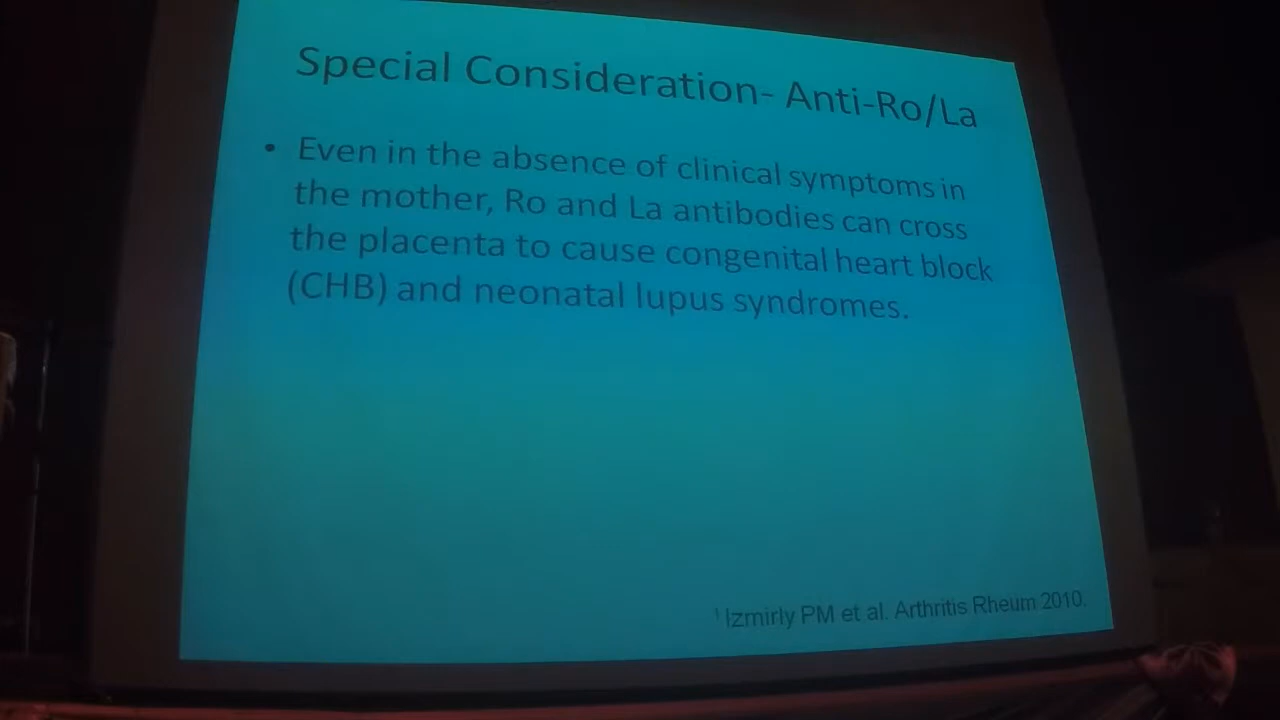 Special Consideration- Anti-Ro/La
• Even in the absence of clinical symptoms in
the mother, Ro and La antibodies can cross
the placenta to cause congenital heart block
(CHB) and neonatal lupus syndromes.
¹ Izmirly PM et al. Arthritis Rheum 2010.